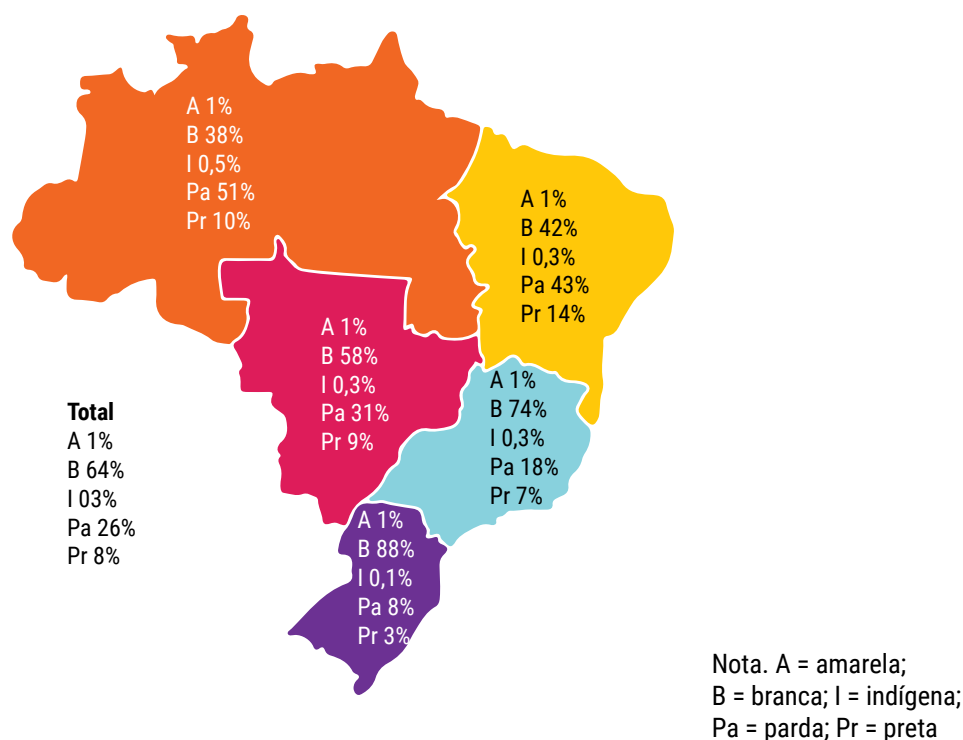 A 1%
B 38%
I 0,5%
Pa 51%
Pr 10%
A 1%
B 42%
I 0,3%
Pa 43%
Pr 14%
A 1%
B 58%
I 0,3%
Pa 31%
Pr 9%
A 1%
B 74%
I 0,3%
Pa 18%
Pr 7%
Total
A 1%
B 64%
I 03%
Pa 26%
Pr 8%
A 1%
B 88%
I 0,1%
Pa 8%
Pr 3%
Nota. A = amarela;
B = branca; I = indígena;
Pa = parda; Pr = preta